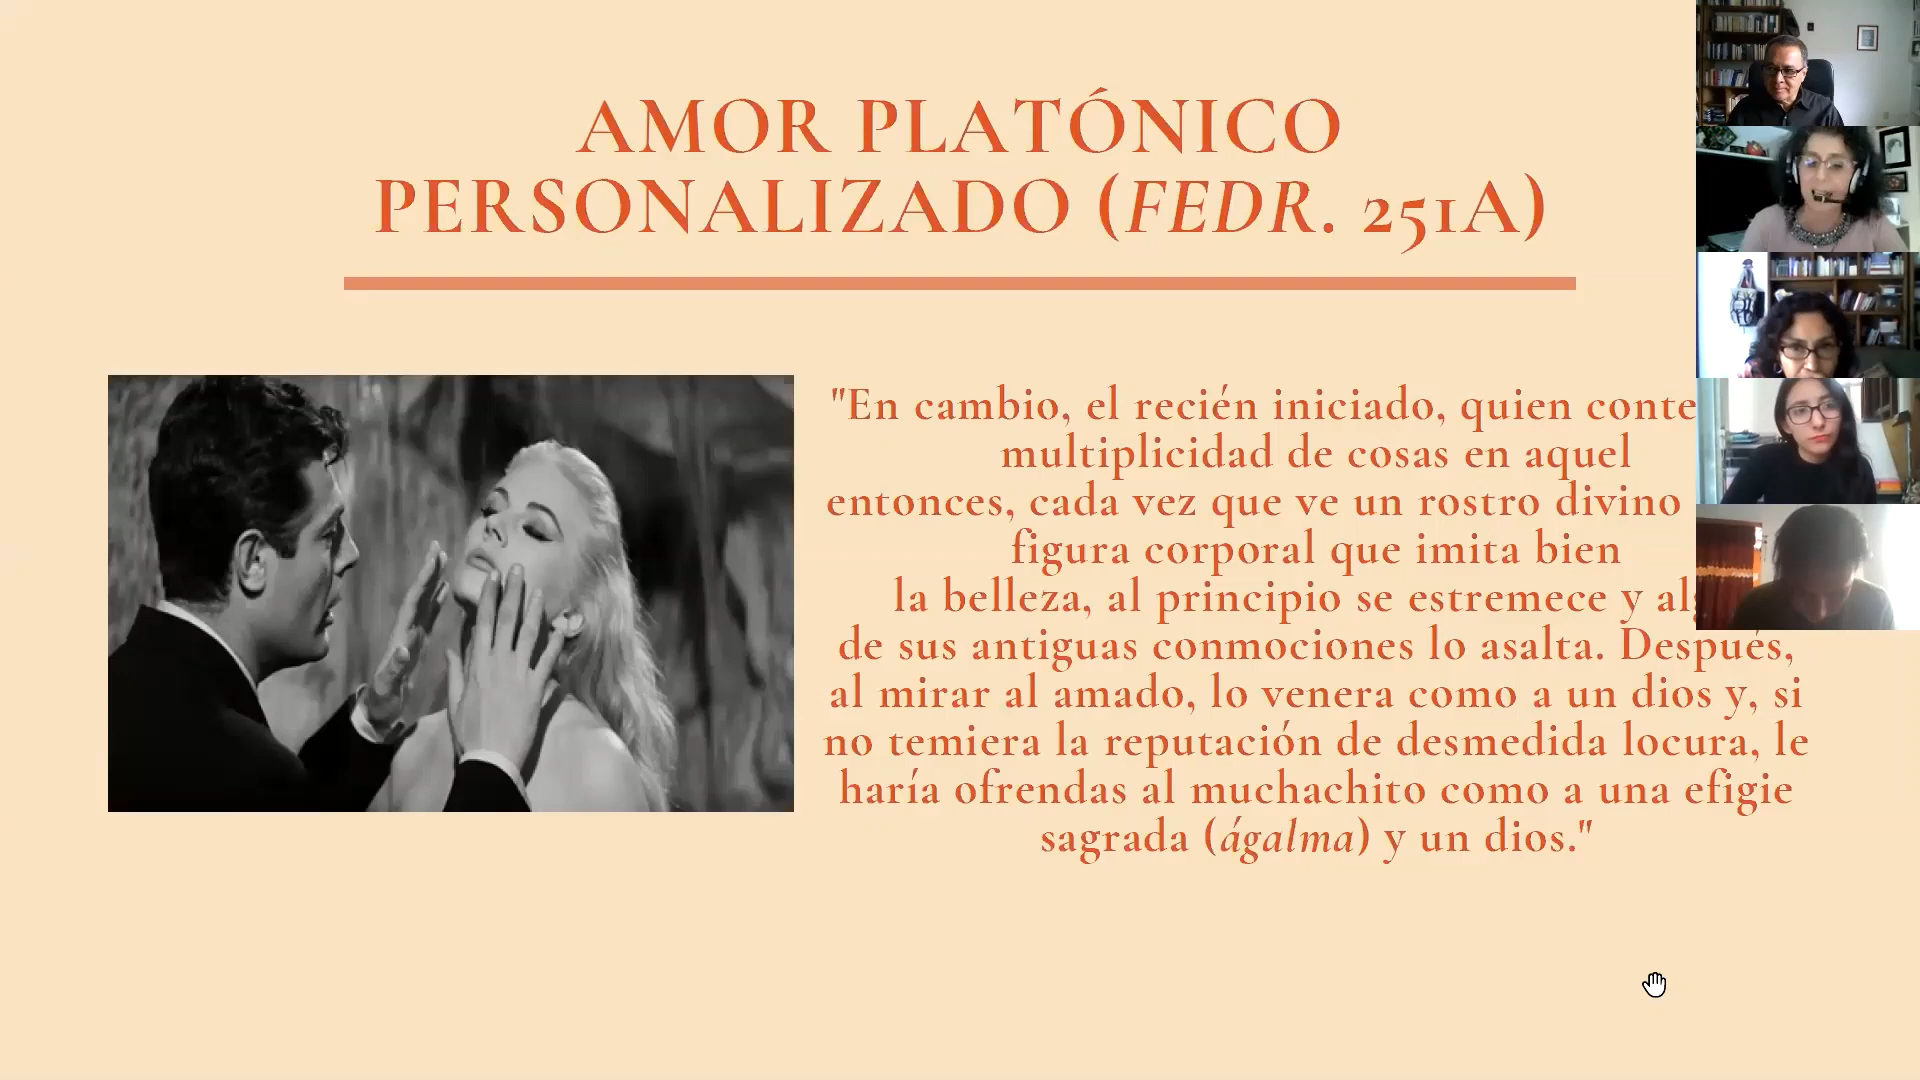 AMOR PLATÓNICO
PERSONALIZADO (FEDR. 251A)
"En cambio, el recién iniciado, quien
multiplicidad de cosas en aquel
entonces, cada vez que ve un rostro divino
figura corporal que imita bien
la belleza, al principio se estremece y
de sus antiguas conmociones lo asalta. Después,
al mirar al amado, lo venera como a un dios y, si
no temiera la reputación de desmedida locura, le
haría ofrendas al muchachito como a una efigie
sagrada (ágalma) y un dios."